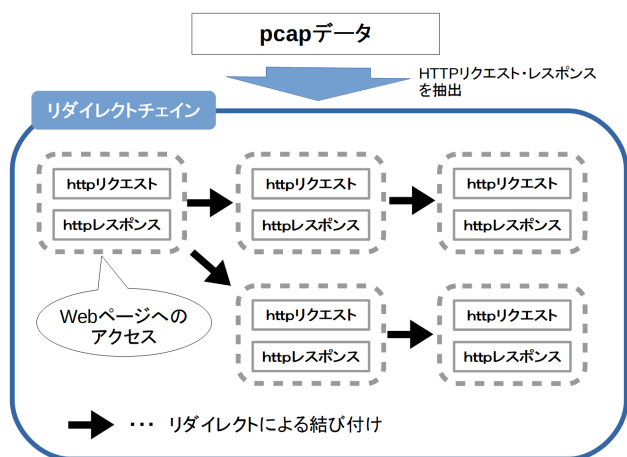 pcapデータ
HTTPリクエスト・レスポンス
を抽出
リダイレクトチェイン
httpリクエスト
httpレスポンス
httpリクエスト
httpレスポンス
httpリクエスト
httpレスポンス
Webページへの
アクセス
httpリクエスト
httpレスポンス
httpリクエスト
httpレスポンス
･･･ リダイレクトによる結び付け